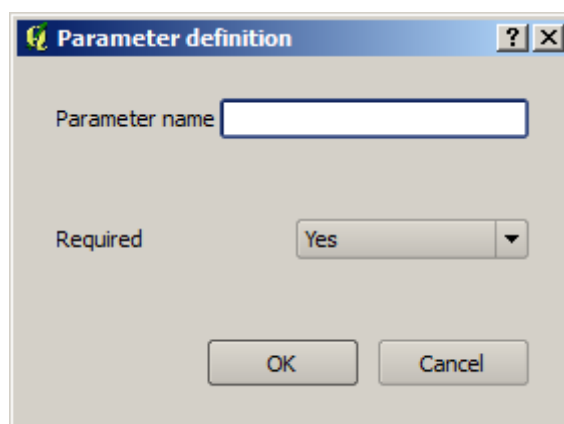 Parameter definition
Parameter name
Required Yes
OK Cancel